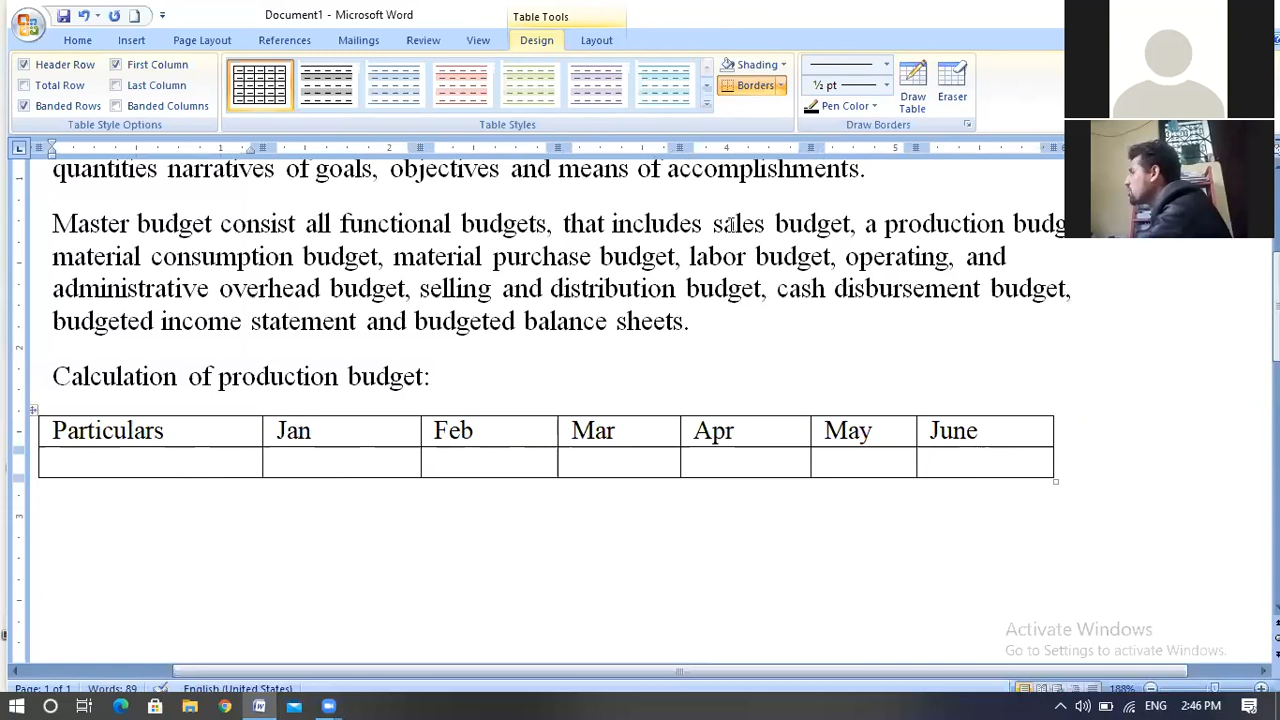 Document1 - Microsoft Word
Table Tools
Home Insert Page Layout References Mailings Review View Design Layout
Header Row First Column
Total Row Last Column
Banded Rows Banded Columns
Table Style Options
Table Styles
Shading
Borders
½ pt
Pen Color
Draw Table
Eraser
Draw Borders
2 4 5
quantities narratives of goals, objectives and means of accomplishments.
Master budget consist all functional budgets, that includes sales budget, a production budg
material consumption budget, material purchase budget, labor budget, operating, and
administrative overhead budget, selling and distribution budget, cash disbursement budget,
budgeted income statement and budgeted balance sheets.
Calculation of production budget:
Particulars Jan Feb Mar Apr May June
Activate Windows
Go to Settings to activate Windows.
Page: 1 of 1 Words: 89 English (United States) 188%
ENG 2:46 PM